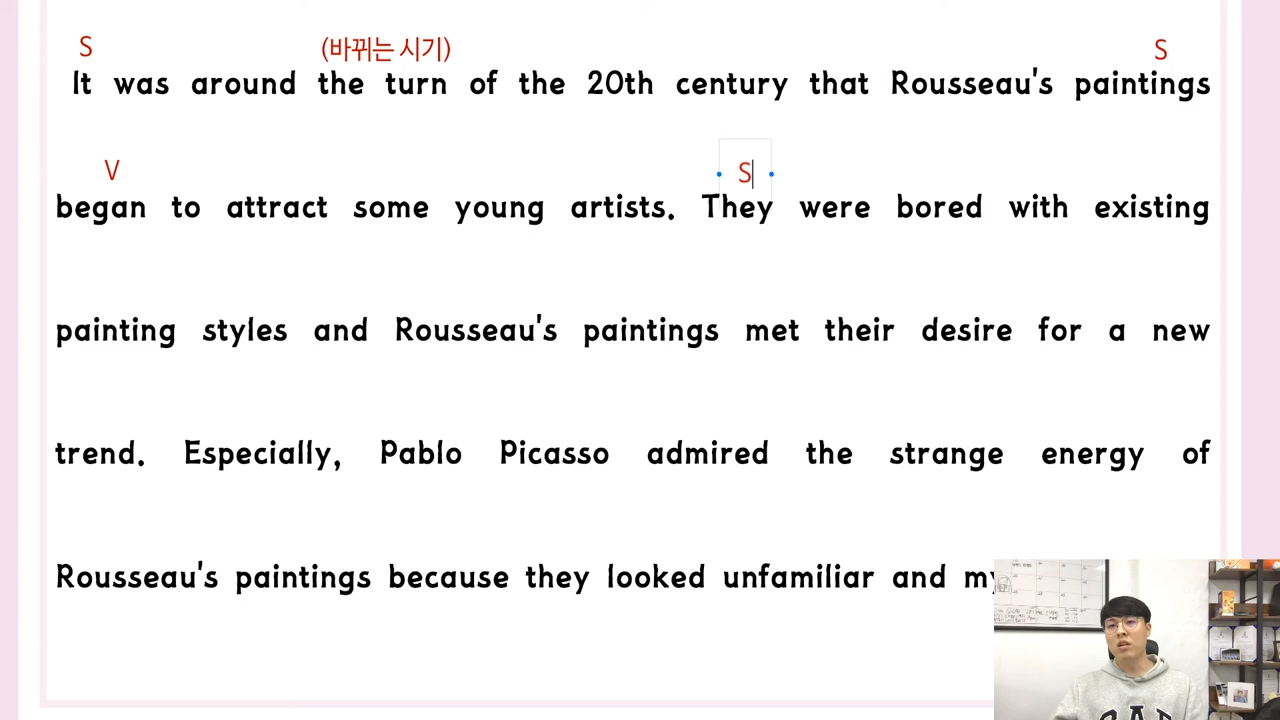 S (바뀌는 시기) S
It was around the turn of the 20th century that Rousseau's paintings
V S
began to attract some young artists. They were bored with existing
painting styles and Rousseau's paintings met their desire for a new
trend. Especially, Pablo Picasso admired the strange energy of
Rousseau's paintings because they looked unfamiliar and